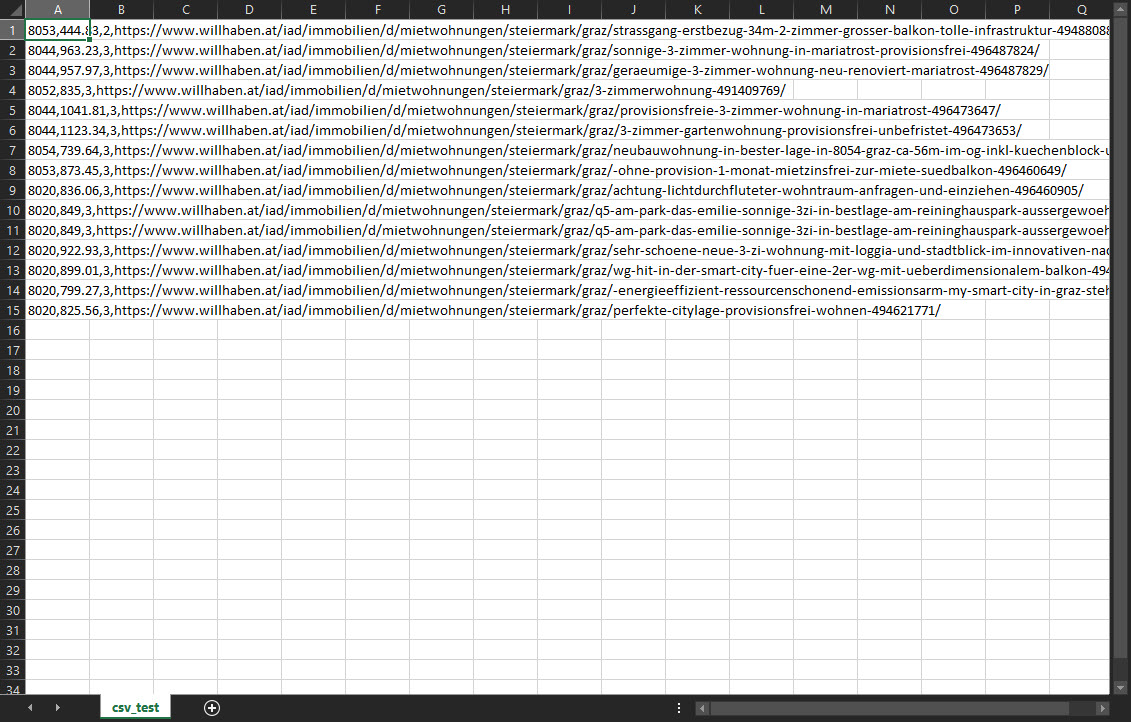 A B C D E F G H I J K L M N O P Q
1 8053,444.83,2,https://www.willhaben.at/iad/immobilien/d/mietwohnungen/steiermark/graz/strassgang-erstbezug-34m-2-zimmer-grosser-balkon-tolle-infrastruktur-49488088
2 8044,963.23,3,https://www.willhaben.at/iad/immobilien/d/mietwohnungen/steiermark/graz/sonnige-3-zimmer-wohnung-in-mariatrost-provisionsfrei-496487824/
3 8044,957.97,3,https://www.willhaben.at/iad/immobilien/d/mietwohnungen/steiermark/graz/geraeumige-3-zimmer-wohnung-neu-renoviert-mariatrost-496487829/
4 8052,835,3,https://www.willhaben.at/iad/immobilien/d/mietwohnungen/steiermark/graz/3-zimmerwohnung-491409769/
5 8044,1041.81,3,https://www.willhaben.at/iad/immobilien/d/mietwohnungen/steiermark/graz/provisionsfreie-3-zimmer-wohnung-in-mariatrost-496473647/
6 8044,1123.34,3,https://www.willhaben.at/iad/immobilien/d/mietwohnungen/steiermark/graz/3-zimmer-gartenwohnung-provisionsfrei-unbefristet-496473653/
7 8054,739.64,3,https://www.willhaben.at/iad/immobilien/d/mietwohnungen/steiermark/graz/neubauwohnung-in-bester-lage-in-8054-graz-ca-56m-im-og-inkl-kuechenblock-u
8 8053,873.45,3,https://www.willhaben.at/iad/immobilien/d/mietwohnungen/steiermark/graz/-ohne-provision-1-monat-mietzinsfrei-zur-miete-suedbalkon-496460649/
9 8020,836.06,3,https://www.willhaben.at/iad/immobilien/d/mietwohnungen/steiermark/graz/achtung-lichtdurchfluteter-wohntraum-anfragen-und-einziehen-496460905/
10 8020,849,3,https://www.willhaben.at/iad/immobilien/d/mietwohnungen/steiermark/graz/q5-am-park-das-emilie-sonnige-3zi-in-bestlage-am-reininghauspark-aussergewoeh
11 8020,849,3,https://www.willhaben.at/iad/immobilien/d/mietwohnungen/steiermark/graz/q5-am-park-das-emilie-sonnige-3zi-in-bestlage-am-reininghauspark-aussergewoeh
12 8020,922.93,3,https://www.willhaben.at/iad/immobilien/d/mietwohnungen/steiermark/graz/sehr-schoene-neue-3-zi-wohnung-mit-loggia-und-stadtblick-im-innovativen-nac
13 8020,899.01,3,https://www.willhaben.at/iad/immobilien/d/mietwohnungen/steiermark/graz/wg-hit-in-der-smart-city-fuer-eine-2er-wg-mit-ueberdimensionalem-balkon-494
14 8020,799.27,3,https://www.willhaben.at/iad/immobilien/d/mietwohnungen/steiermark/graz/-energieeffizient-ressourcenschonend-emissionsarm-my-smart-city-in-graz-steh
15 8020,825.56,3,https://www.willhaben.at/iad/immobilien/d/mietwohnungen/steiermark/graz/perfekte-citylage-provisionsfrei-wohnen-494621771/
16
17
18
19
20
21
22
23
24
25
26
27
28
29
30
31
32
33
34
csv_test